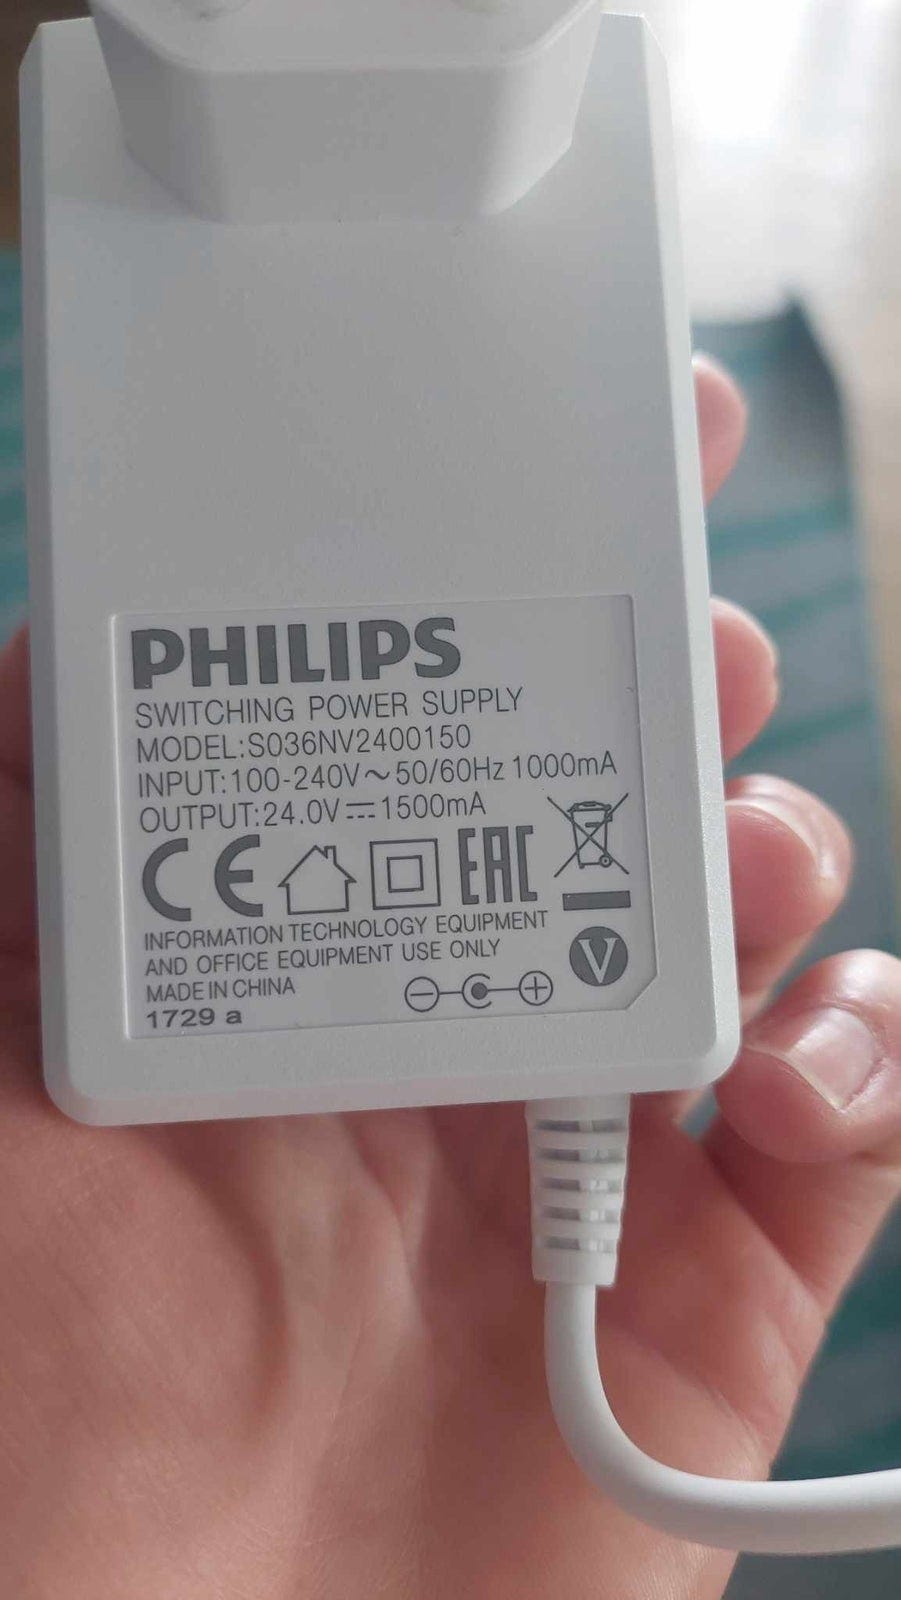 PHILIPS
SWITCHING POWER SUPPLY
MODEL:S036NV2400150
INPUT:100-240V~50/60Hz 1000mA
OUTPUT:24.0V⎓1500mA
CE EAC
INFORMATION TECHNOLOGY EQUIPMENT
AND OFFICE EQUIPMENT USE ONLY
V
MADE IN CHINA
1729 a